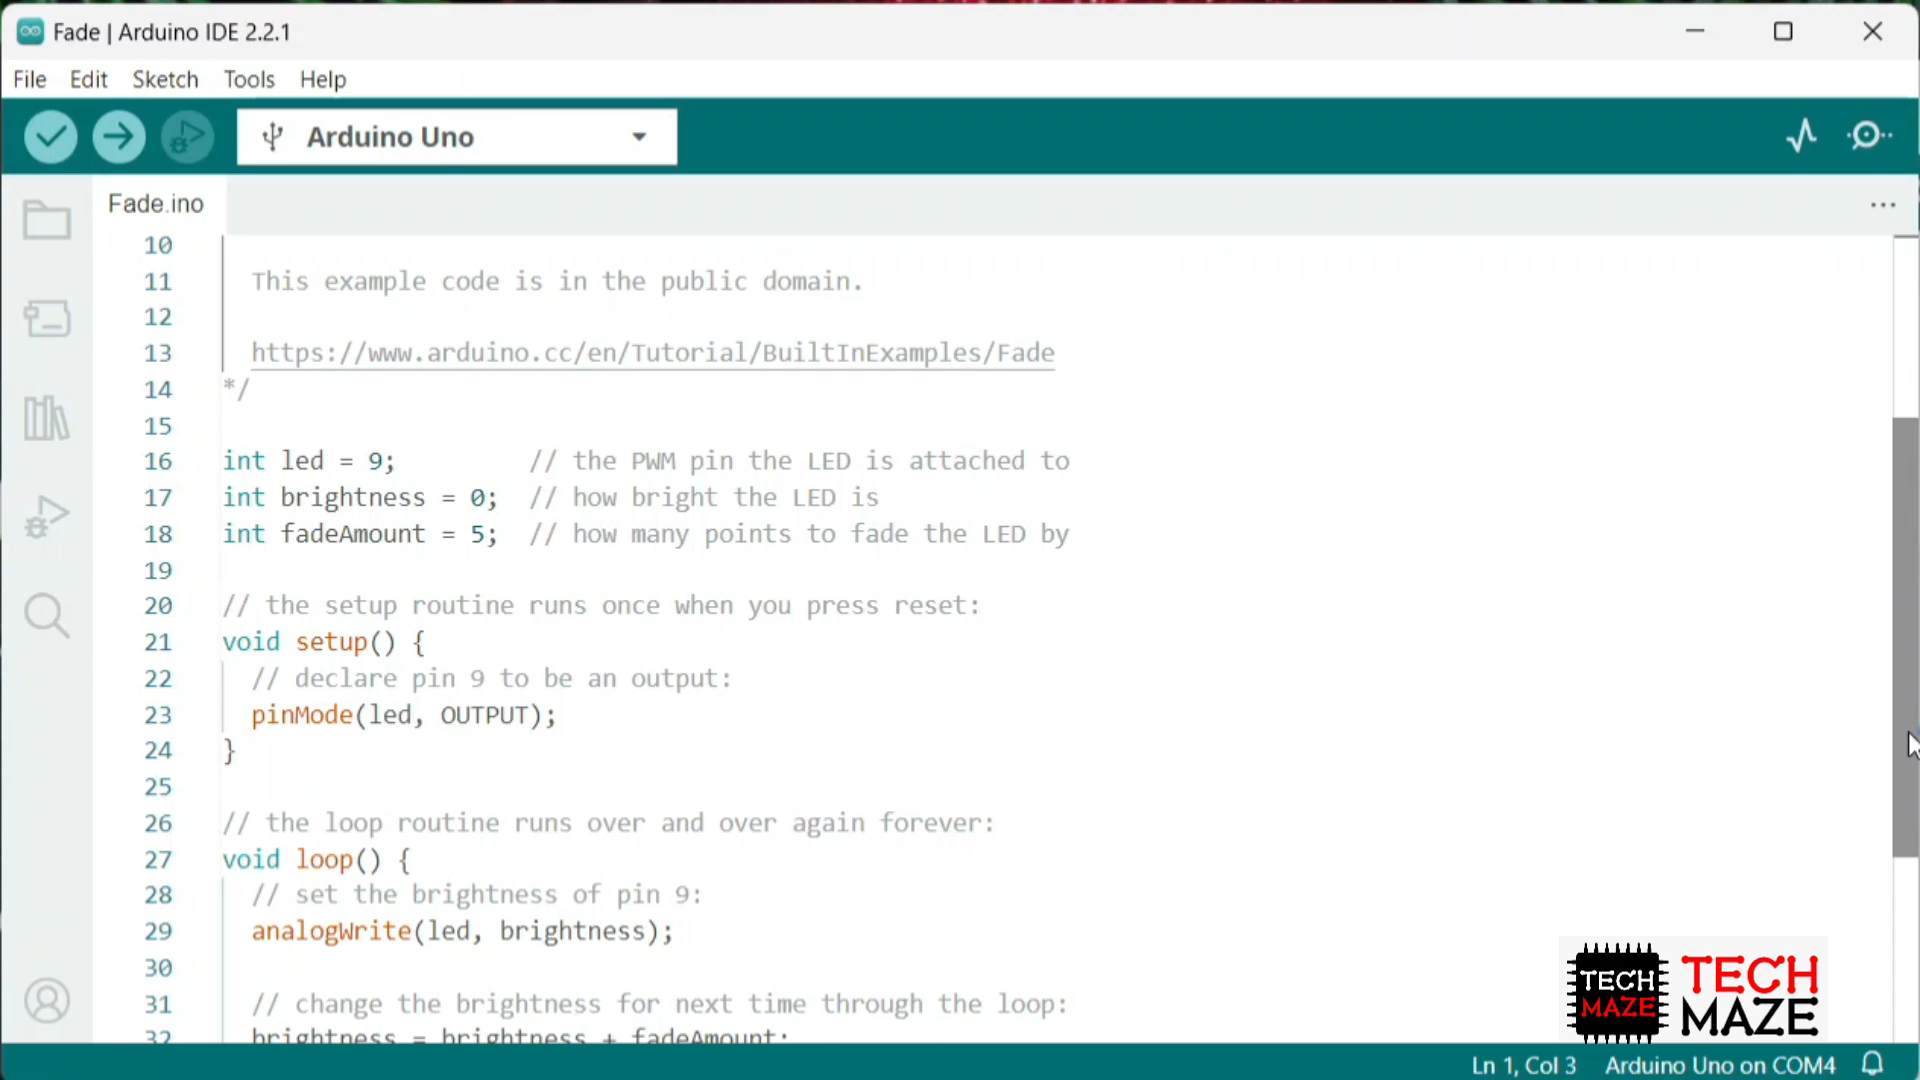 Fade | Arduino IDE 2.2.1
File Edit Sketch Tools Help
Arduino Uno
Fade.ino
10
11 This example code is in the public domain.
12
13 https://www.arduino.cc/en/Tutorial/BuiltInExamples/Fade
14 */
15
16 int led = 9; // the PWM pin the LED is attached to
17 int brightness = 0; // how bright the LED is
18 int fadeAmount = 5; // how many points to fade the LED by
19
20 // the setup routine runs once when you press reset:
21 void setup() {
22 // declare pin 9 to be an output:
23 pinMode(led, OUTPUT);
24 }
25
26 // the loop routine runs over and over again forever:
27 void loop() {
28 // set the brightness of pin 9:
29 analogWrite(led, brightness);
30
31 // change the brightness for next time through the loop:
32 brightness = brightness + fadeAmount;
TECH MAZE
TECH MAZE
Ln 1, Col 3 Arduino Uno on COM4